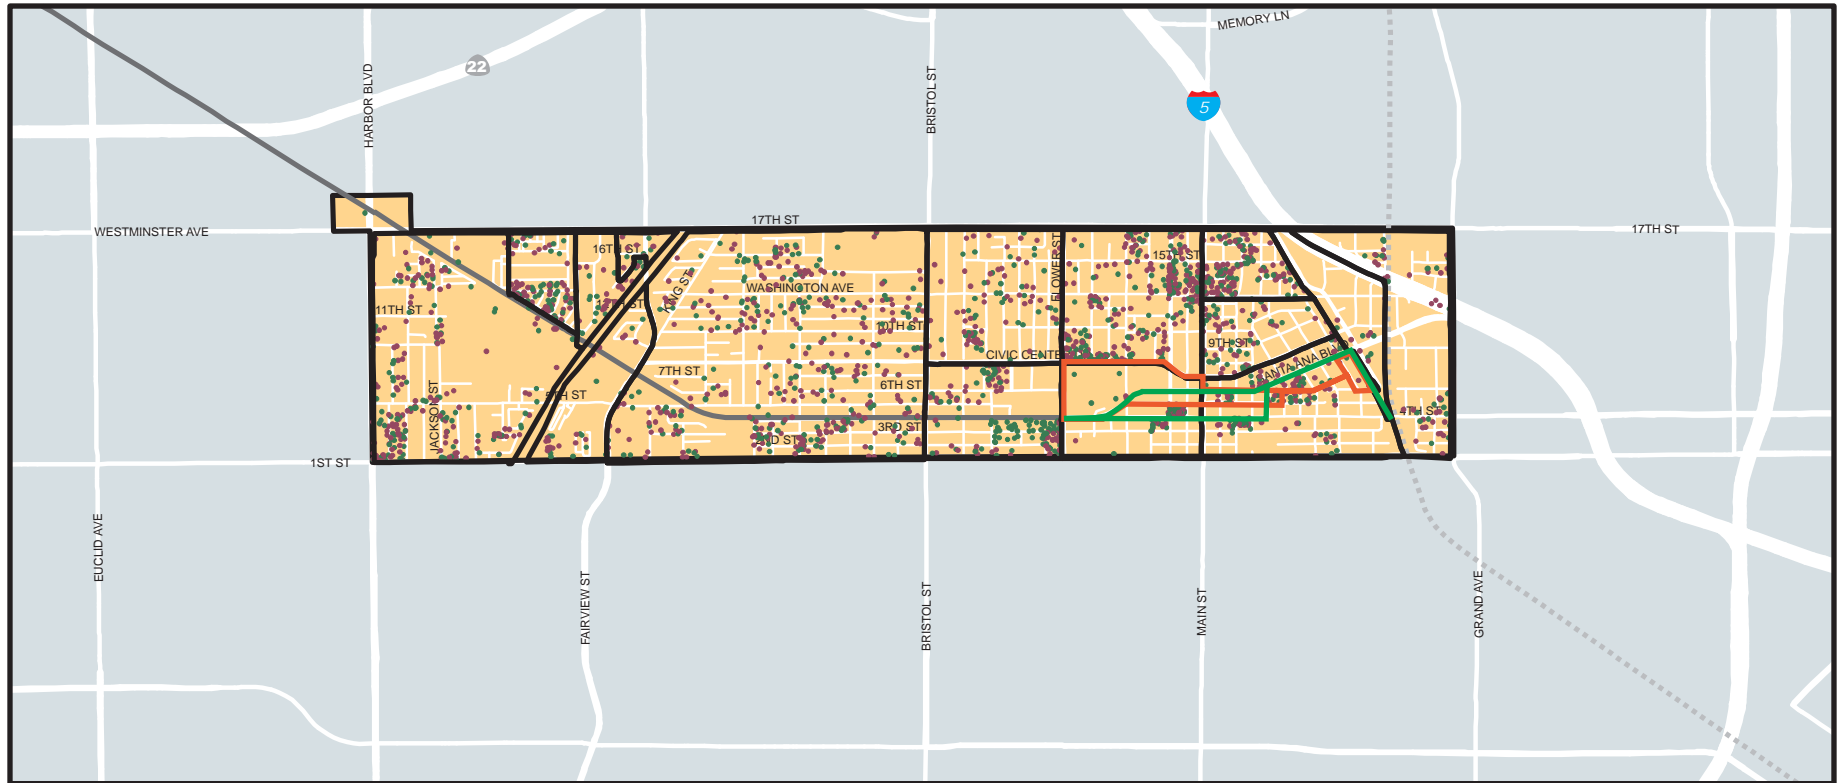 MEMORY LN
22
HARBOR BLVD
BRISTOL ST
5
17TH ST
WESTMINSTER AVE
17TH ST
16TH ST
FLOWER ST
15TH ST
KING ST
WASHINGTON AVE
11TH ST
10TH ST
9TH ST
CIVIC CENTE
SANTA ANA BLVD
7TH ST
6TH ST
JACKSON ST
5TH ST
4TH ST
3RD ST
2ND ST
1ST ST
EUCLID AVE
FAIRVIEW ST
BRISTOL ST
MAIN ST
GRAND AVE